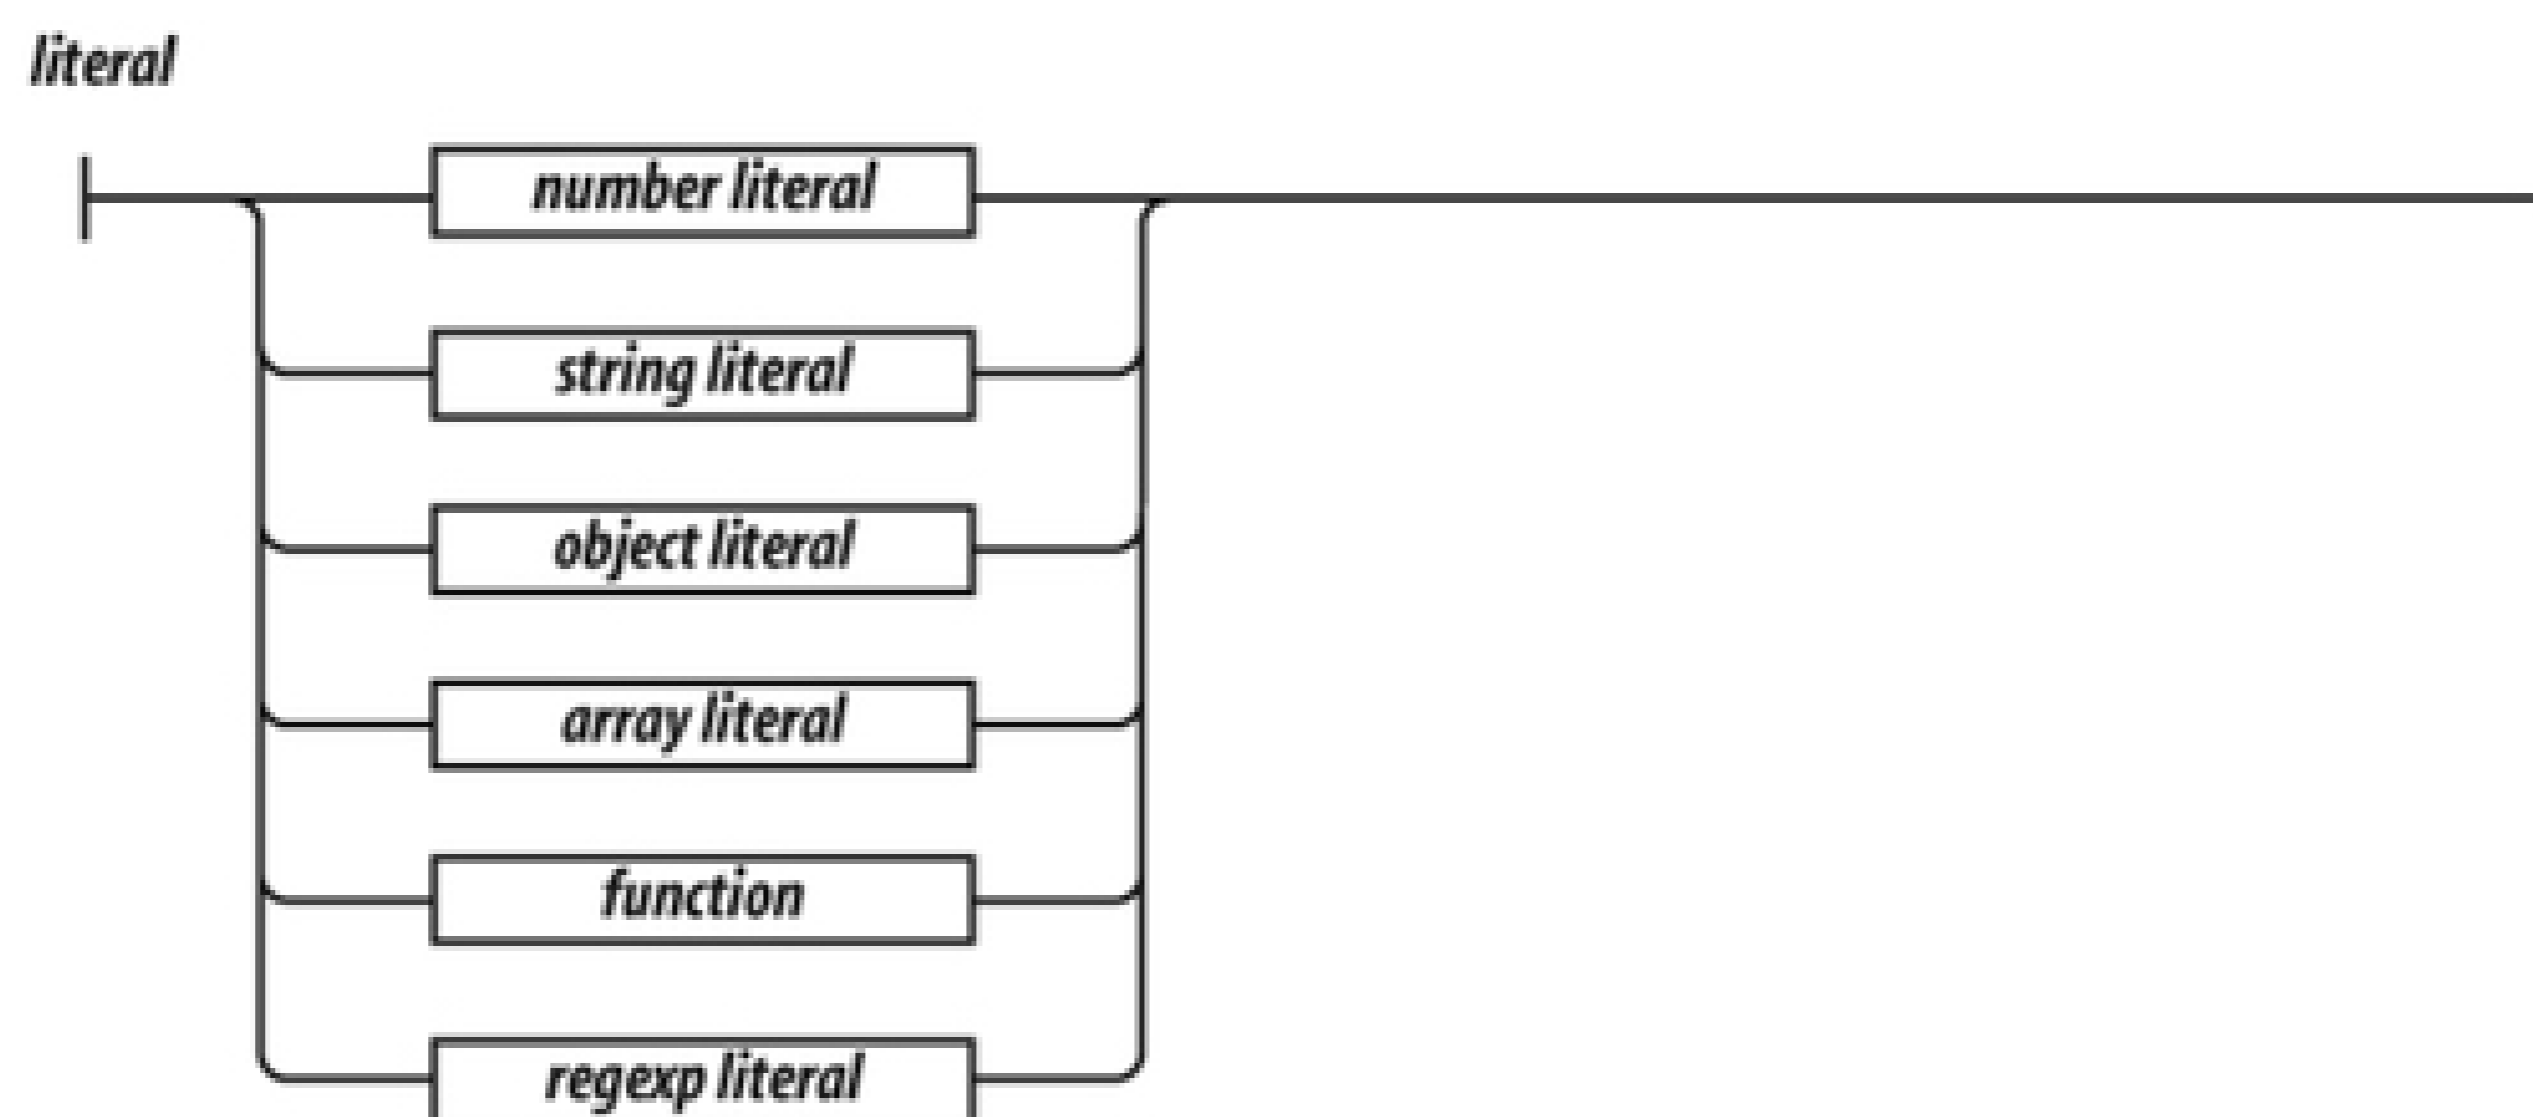 literal
number literal
string literal
object literal
array literal
function
regexp literal